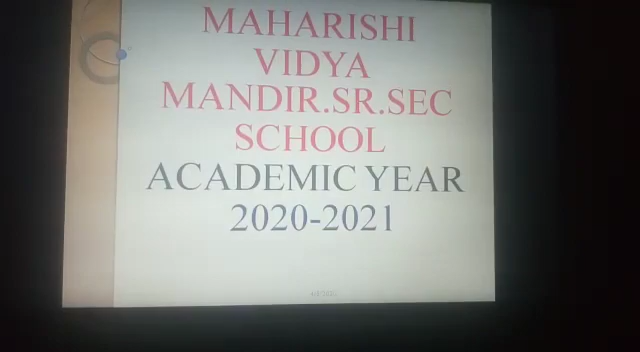 MAHARISHI
VIDYA
MANDIR.SR.SEC
SCHOOL
ACADEMIC YEAR
2020-2021